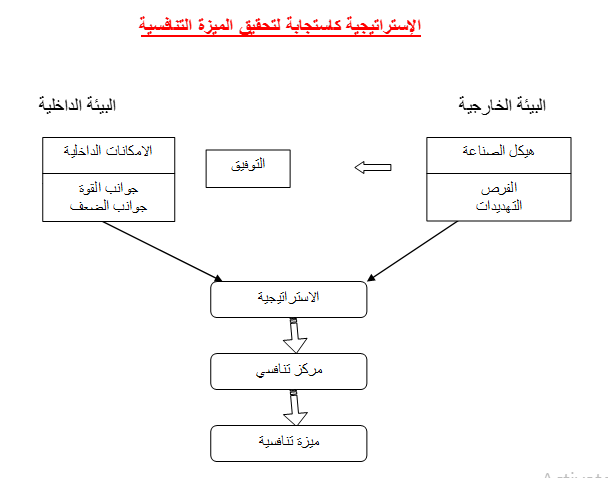 الإستراتيجية كاستجابة لتحقيق الميزة التنافسية
البيئة الخارجية
البيئة الداخلية
هيكل الصناعة
الفرص
التهديدات
التوفيق
الامكانات الداخلية
جوانب القوة
جوانب الضعف
الاستراتيجية
مركز تنافسي
ميزة تنافسية